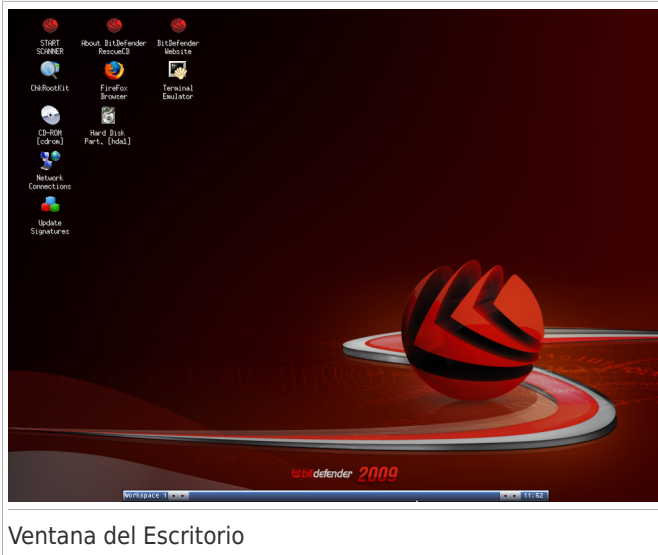 START
SCANNER
About BitDefender
RescueCD
BitDefender
Website
ChkRootKit
FireFox
Browser
Terminal
Emulator
CD-ROM
[cdrom]
Hard Disk
Part. [hda1]
Network
Connections
Update
Signatures
bitdefender 2009
Workspace 1
11:52
Ventana del Escritorio